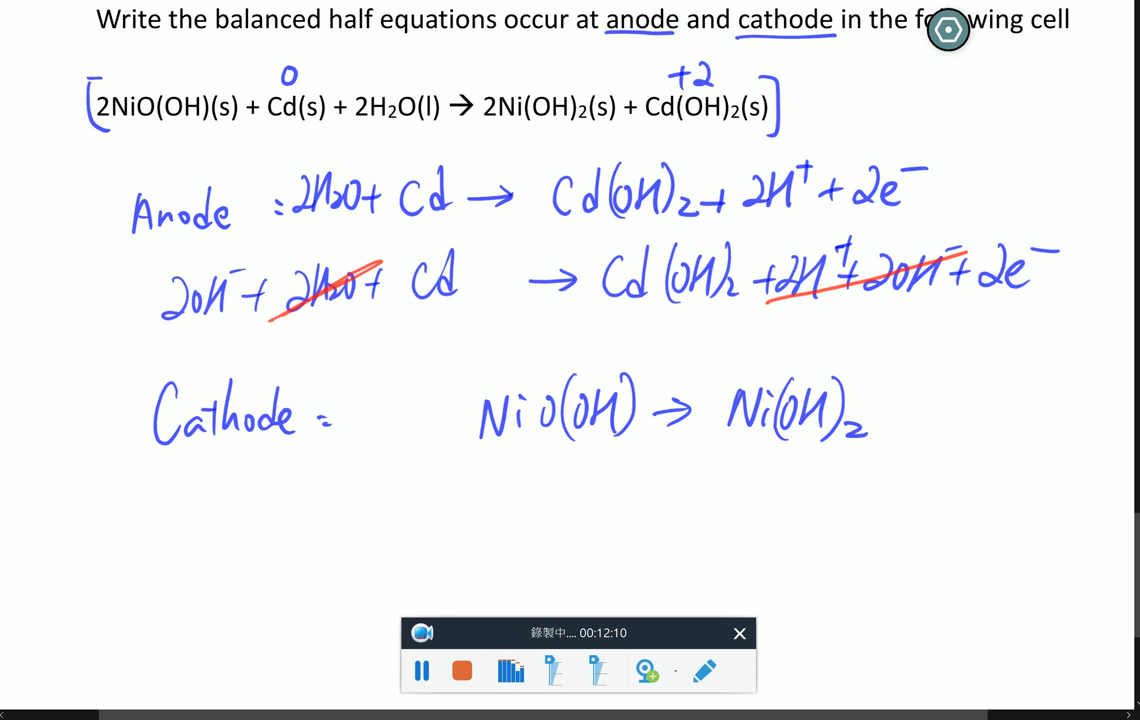 Write the balanced half equations occur at anode and cathode in the following cell
0 +2
[2NiO(OH)(s) + Cd(s) + 2H₂O(l) → 2Ni(OH)₂(s) + Cd(OH)₂(s)]
Anode : 2H₂O + Cd → Cd(OH)₂ + 2H⁺ + 2e⁻
2OH⁻ + 2H₂O + Cd → Cd(OH)₂ + 2H⁺ + 2OH⁻ + 2e⁻
Cathode : NiO(OH) → Ni(OH)₂
錄製中.... 00:12:10